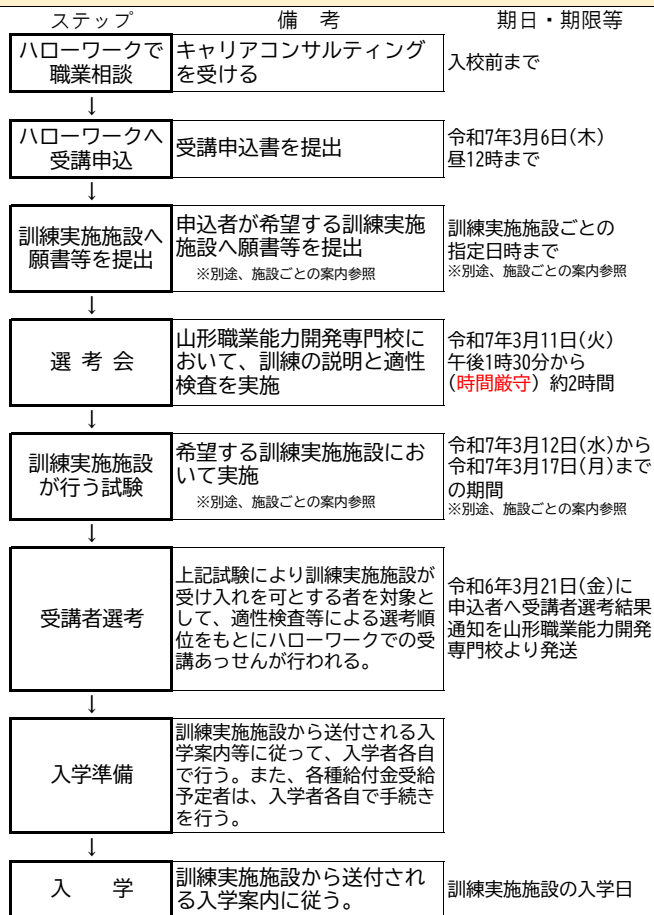 ステップ 備 考 期日・期限等
ハローワークで
職業相談
キャリアコンサルティング
を受ける
入校前まで
↓
ハローワークへ
受講申込
受講申込書を提出
令和7年3月6日(木)
昼12時まで
↓
訓練実施施設へ
願書等を提出
申込者が希望する訓練実施
施設へ願書等を提出
※別途、施設ごとの案内参照
訓練実施施設ごとの
指定日時まで
※別途、施設ごとの案内参照
↓
選 考 会
山形職業能力開発専門校に
おいて、訓練の説明と適性
検査を実施
令和7年3月11日(火)
午後1時30分から
(時間厳守) 約2時間
↓
訓練実施施設
が行う試験
希望する訓練実施施設にお
いて実施
※別途、施設ごとの案内参照
令和7年3月12日(水)から
令和7年3月17日(月)まで
の期間
※別途、施設ごとの案内参照
↓
受講者選考
上記試験により訓練実施施設が
受け入れを可とする者を対象と
して、適性検査等による選考順
位をもとにハローワークでの受
講あっせんが行われる。
令和6年3月21日(金)に
申込者へ受講者選考結果
通知を山形職業能力開発
専門校より発送
↓
入学準備
訓練実施施設から送付される入
学案内等に従って、入学者各自
で行う。また、各種給付金受給
予定者は、入学者各自で手続き
を行う。
↓
入 学
訓練実施施設から送付され
る入学案内に従う。
訓練実施施設の入学日